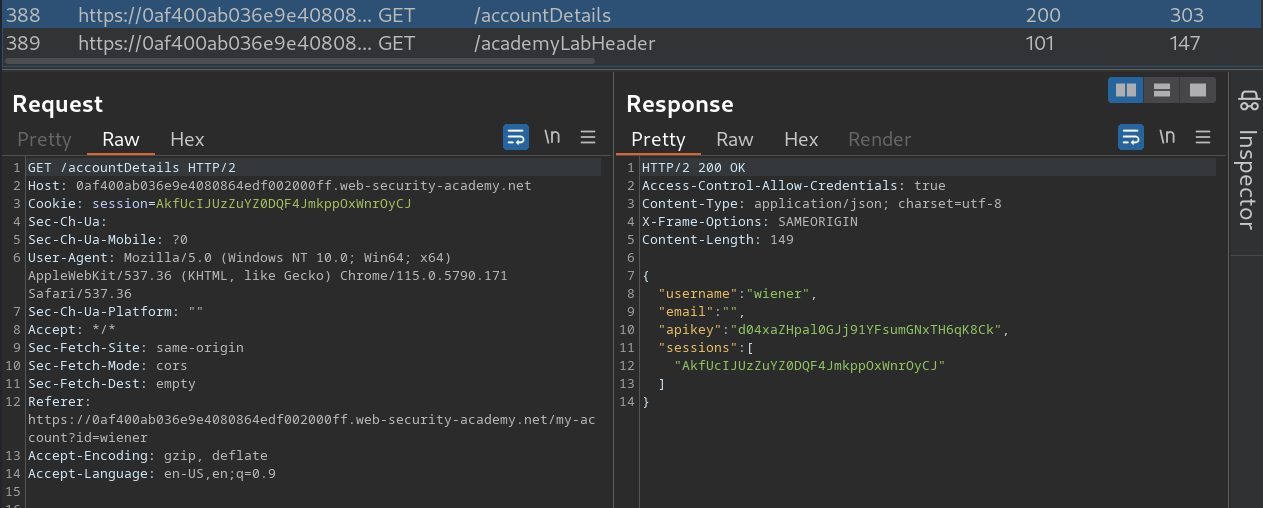 388 https://0af400ab036e9e40808... GET /accountDetails 200 303
389 https://0af400ab036e9e40808... GET /academyLabHeader 101 147
Request
Pretty Raw Hex \n
1 GET /accountDetails HTTP/2
2 Host: 0af400ab036e9e4080864edf002000ff.web-security-academy.net
3 Cookie: session=AkfUcIJUzZuYZ0DQF4JmkppOxWnrOyCJ
4 Sec-Ch-Ua:
5 Sec-Ch-Ua-Mobile: ?0
6 User-Agent: Mozilla/5.0 (Windows NT 10.0; Win64; x64)
AppleWebKit/537.36 (KHTML, like Gecko) Chrome/115.0.5790.171
Safari/537.36
7 Sec-Ch-Ua-Platform: ""
8 Accept: */*
9 Sec-Fetch-Site: same-origin
10 Sec-Fetch-Mode: cors
11 Sec-Fetch-Dest: empty
12 Referer:
https://0af400ab036e9e4080864edf002000ff.web-security-academy.net/my-ac
count?id=wiener
13 Accept-Encoding: gzip, deflate
14 Accept-Language: en-US,en;q=0.9
15
Response
Pretty Raw Hex Render \n
1 HTTP/2 200 OK
2 Access-Control-Allow-Credentials: true
3 Content-Type: application/json; charset=utf-8
4 X-Frame-Options: SAMEORIGIN
5 Content-Length: 149
6
7 {
8 "username":"wiener",
9 "email":"",
10 "apikey":"d04xaZHpal0GJj91YFsumGNxTH6qK8Ck",
11 "sessions":[
12 "AkfUcIJUzZuYZ0DQF4JmkppOxWnrOyCJ"
13 ]
14 }
Inspector